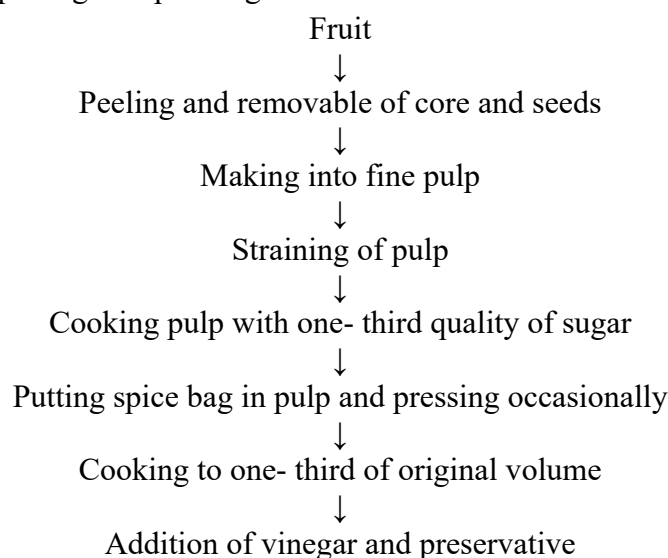 Fruit
↓
Peeling and removable of core and seeds
↓
Making into fine pulp
↓
Straining of pulp
↓
Cooking pulp with one- third quality of sugar
↓
Putting spice bag in pulp and pressing occasionally
↓
Cooking to one- third of original volume
↓
Addition of vinegar and preservative